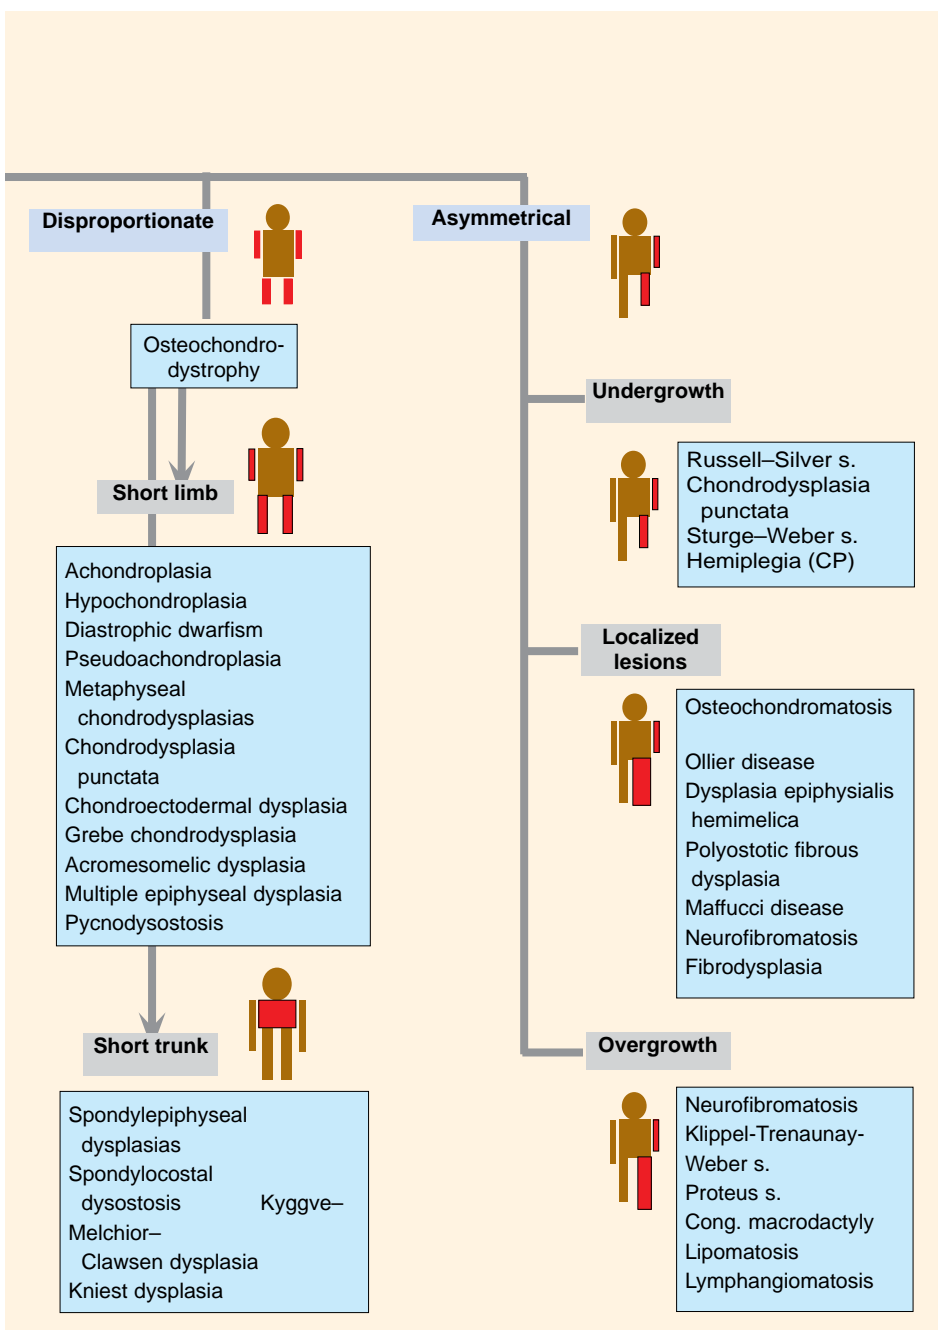 Disproportionate
Osteochondro-
dystrophy
Short limb
Achondroplasia
Hypochondroplasia
Diastrophic dwarfism
Pseudoachondroplasia
Metaphyseal
chondrodysplasias
Chondrodysplasia
punctata
Chondroectodermal dysplasia
Grebe chondrodysplasia
Acromesomelic dysplasia
Multiple epiphyseal dysplasia
Pycnodysostosis
Short trunk
Spondylepiphyseal
dysplasias
Spondylocostal
dysostosis Kyggve–
Melchior–
Clawsen dysplasia
Kniest dysplasia
Asymmetrical
Undergrowth
Russell–Silver s.
Chondrodysplasia
punctata
Sturge–Weber s.
Hemiplegia (CP)
Localized
lesions
Osteochondromatosis
Ollier disease
Dysplasia epiphysialis
hemimelica
Polyostotic fibrous
dysplasia
Maffucci disease
Neurofibromatosis
Fibrodysplasia
Overgrowth
Neurofibromatosis
Klippel-Trenaunay-
Weber s.
Proteus s.
Cong. macrodactyly
Lipomatosis
Lymphangiomatosis